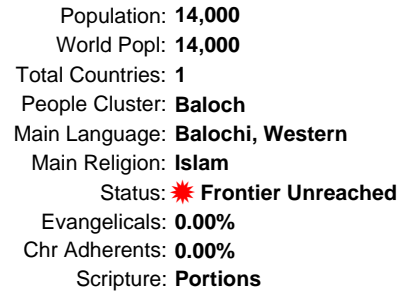 Population: 14,000
World Popl: 14,000
Total Countries: 1
People Cluster: Baloch
Main Language: Balochi, Western
Main Religion: Islam
Status: Frontier Unreached
Evangelicals: 0.00%
Chr Adherents: 0.00%
Scripture: Portions